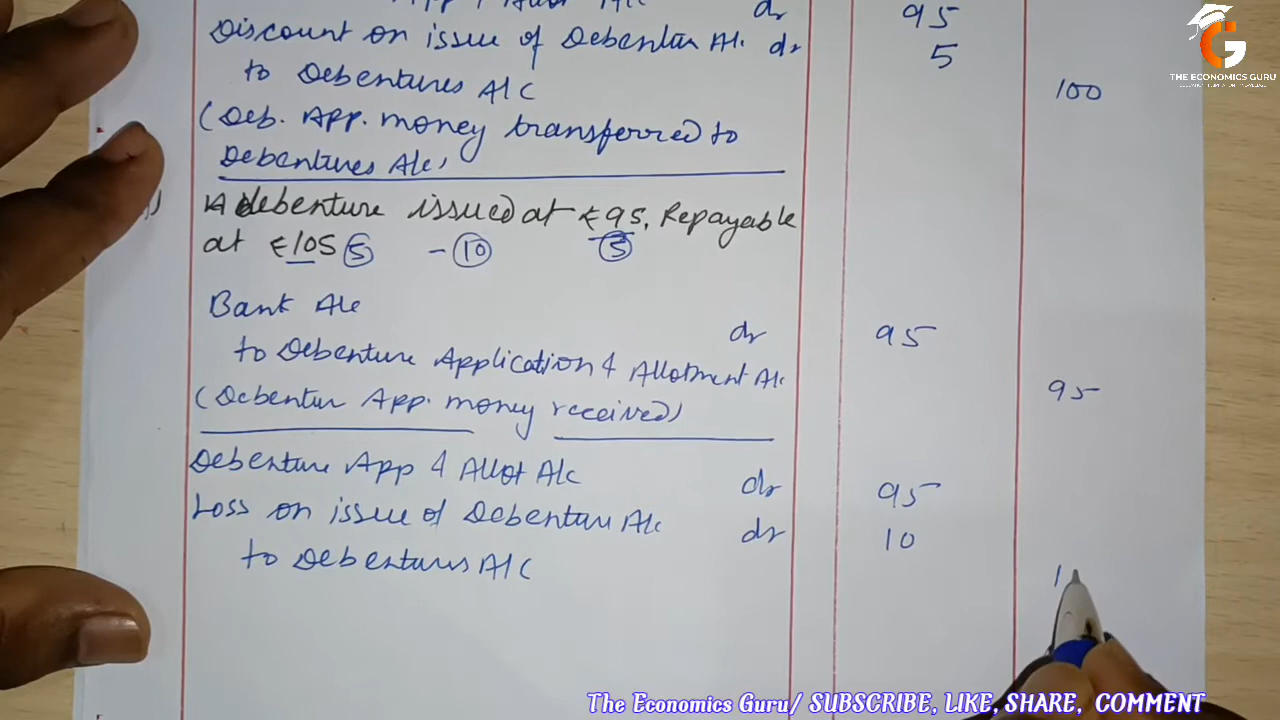 dr 95
Discount on issue of Debentur A/c dr 5
to Debentures A/c 100
(Deb. App. money transferred to
Debentures A/c)
A debenture issued at ₹95, Repayable
at ₹105 5 - 10 5
Bank A/c dr 95
to Debenture Application & Allotment A/c 95
(Debentur App. money received)
Debenture App & Allot A/c dr 95
Loss on issue of Debentur A/c dr 10
to Debentures A/c 1
THE ECONOMICS GURU
The Economics Guru/ SUBSCRIBE, LIKE, SHARE, COMMENT